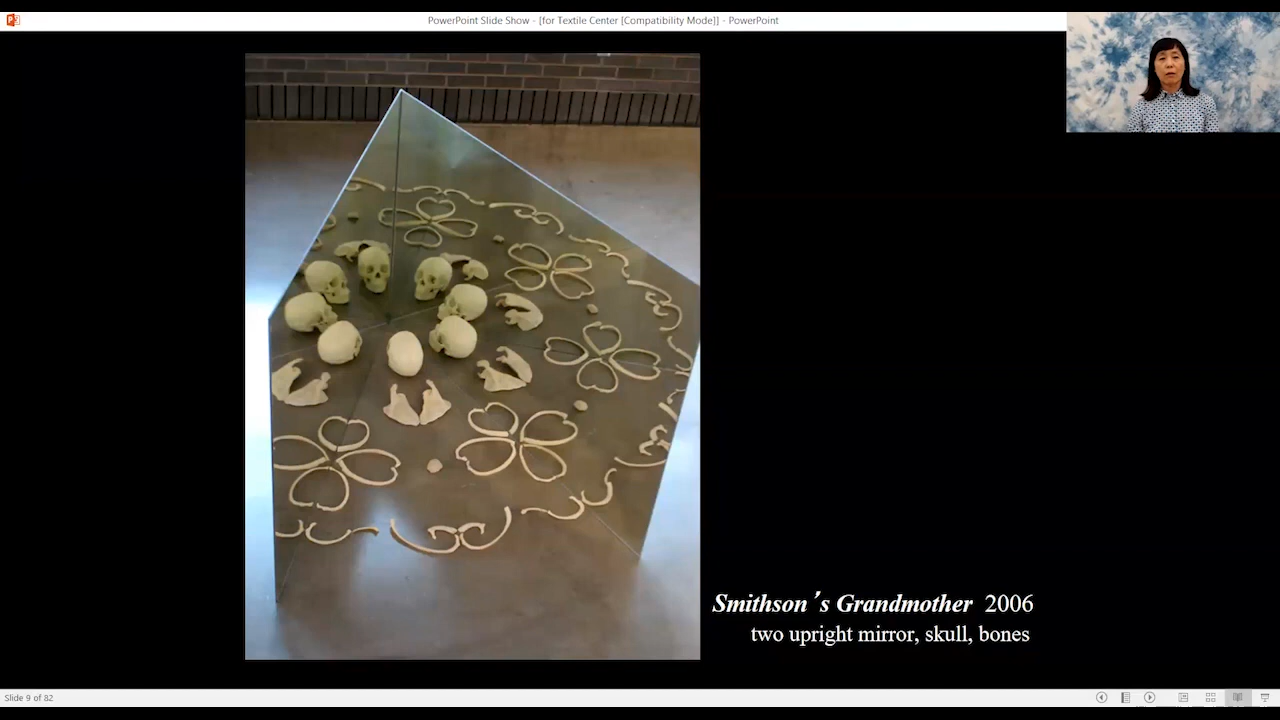 PowerPoint Slide Show - [for Textile Center [Compatibility Mode]] - PowerPoint
Smithson´s Grandmother 2006
two upright mirror, skull, bones
Slide 9 of 82